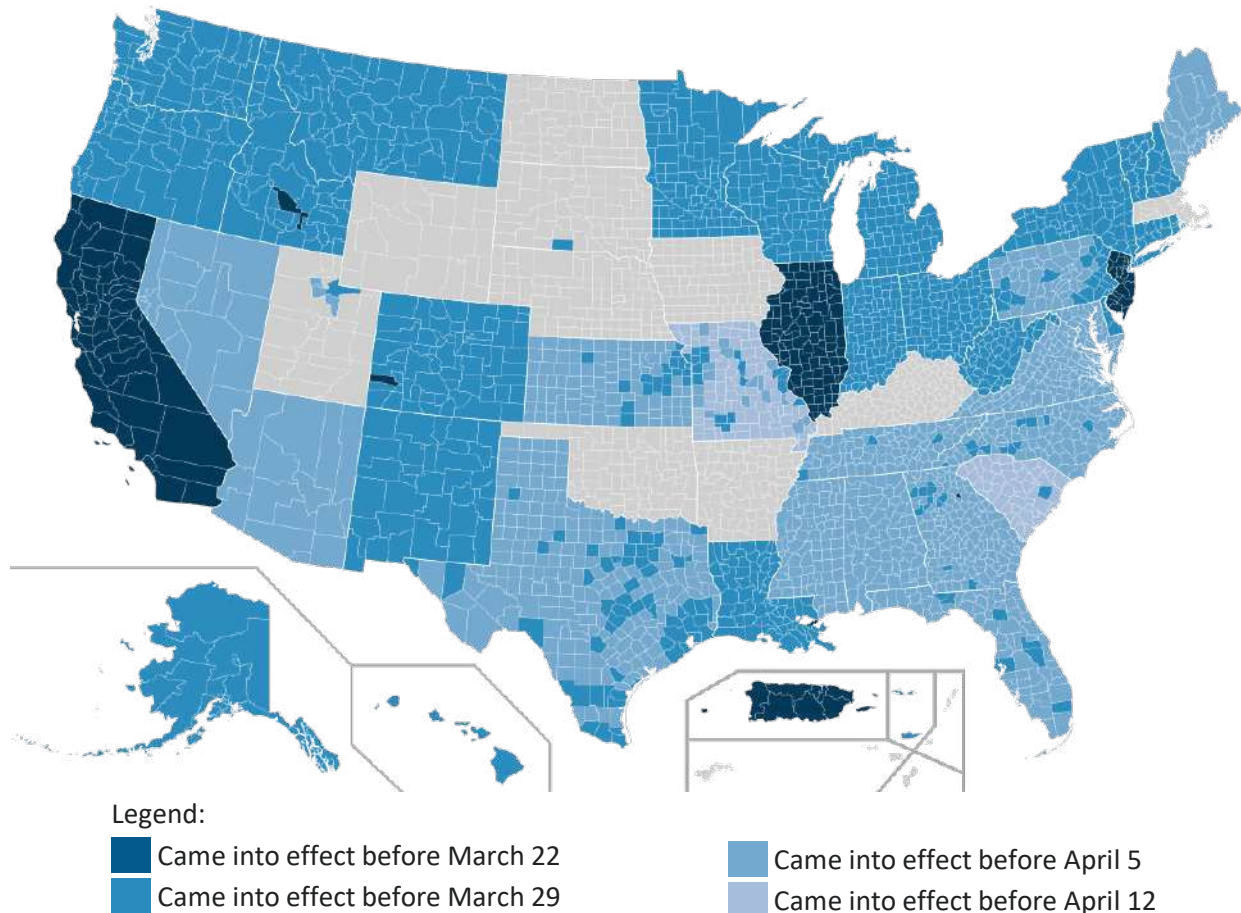 Legend:
Came into effect before March 22
Came into effect before March 29
Came into effect before April 5
Came into effect before April 12